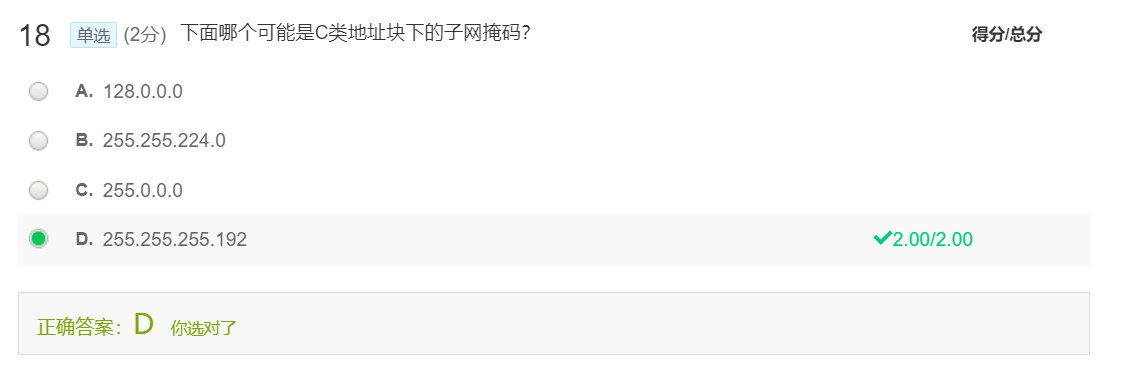 18 单选 (2分) 下面哪个可能是C类地址块下的子网掩码? 得分/总分
A. 128.0.0.0
B. 255.255.224.0
C. 255.0.0.0
D. 255.255.255.192 2.00/2.00
正确答案：D 你选对了